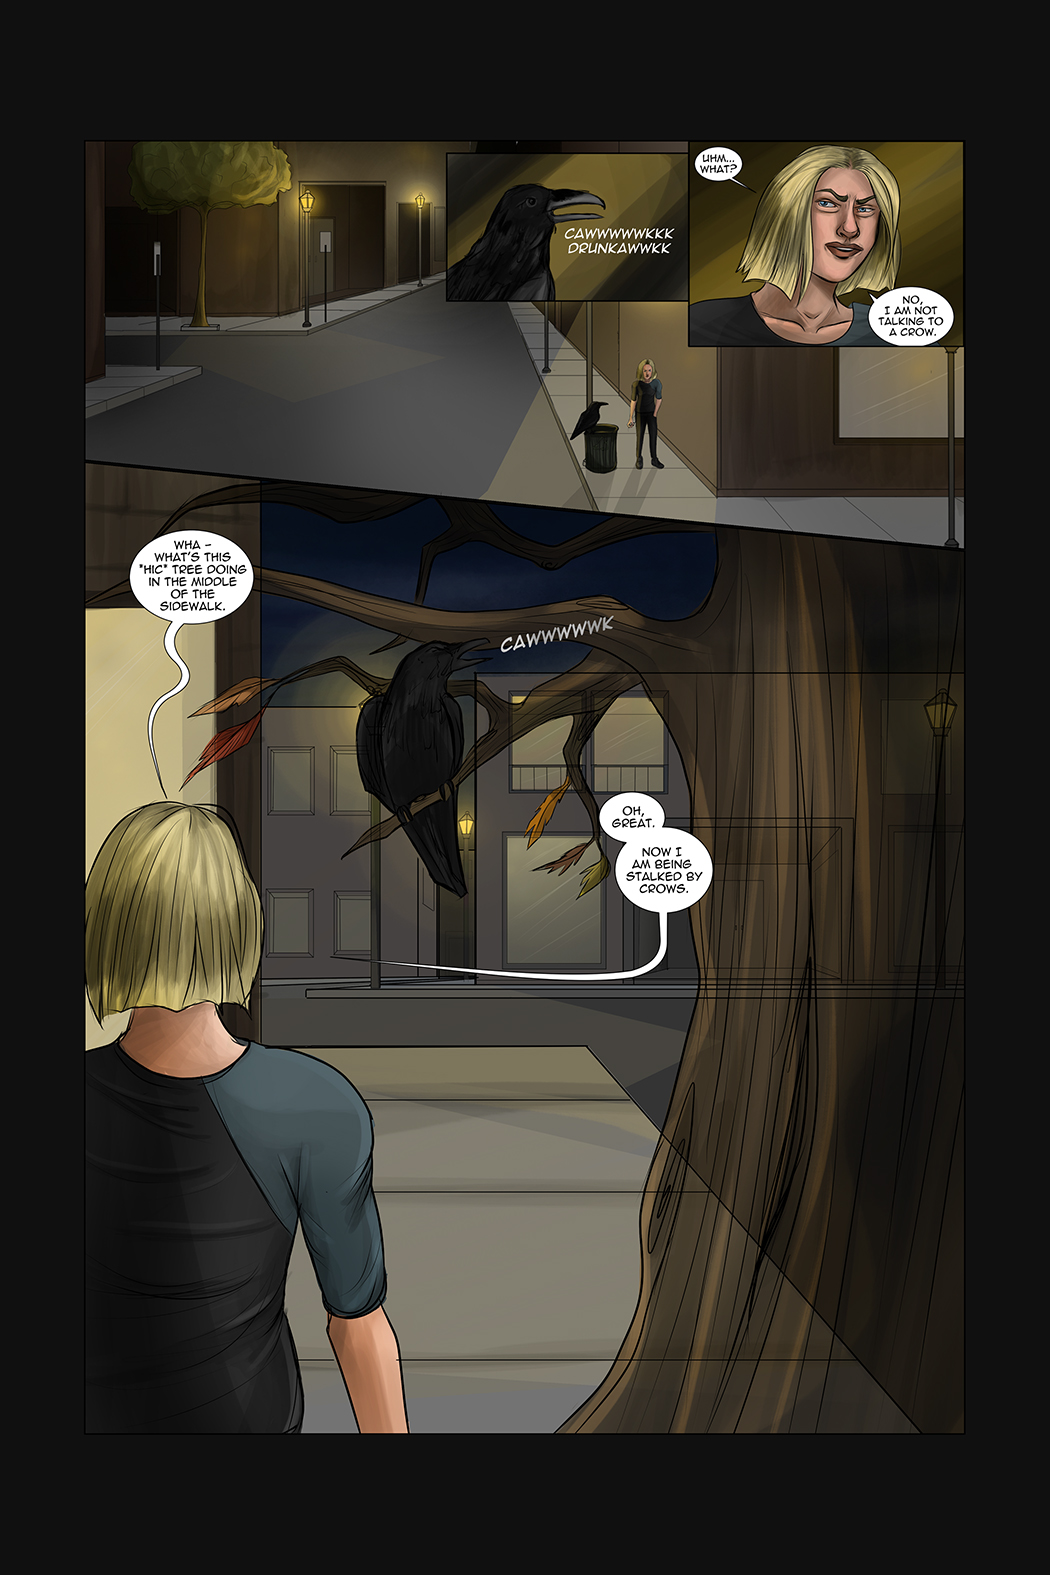 CAWWWWWKKK
DRUNKAWWKK
UHM...
WHAT?
NO,
I AM NOT
TALKING TO
A CROW.
WHA -
WHAT'S THIS
*HIC* TREE DOING
IN THE MIDDLE
OF THE
SIDEWALK.
CAWWWWWK
OH,
GREAT.
NOW I
AM BEING
STALKED BY
CROWS.